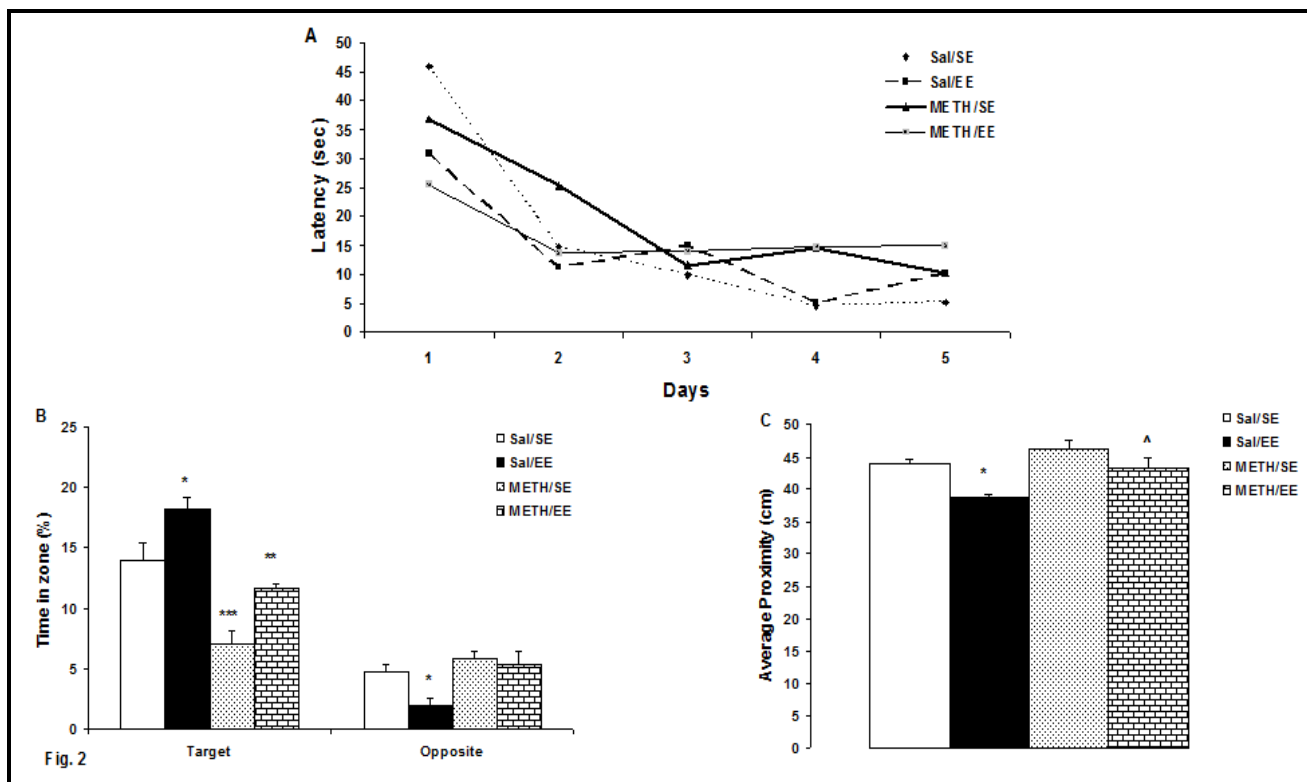 A
Latency (sec)
50
45
40
35
30
25
20
15
10
5
0
1 2 3 4 5
Days
Sal/SE
Sal/EE
METH/SE
METH/EE
B
Time in zone (%)
25
20
15
10
5
0
*
***
**
*
Target Opposite
Sal/SE
Sal/EE
METH/SE
METH/EE
Fig. 2
C
Average Proximity (cm)
50
45
40
35
30
25
20
15
10
5
0
*
^
Sal/SE
Sal/EE
METH/SE
METH/EE